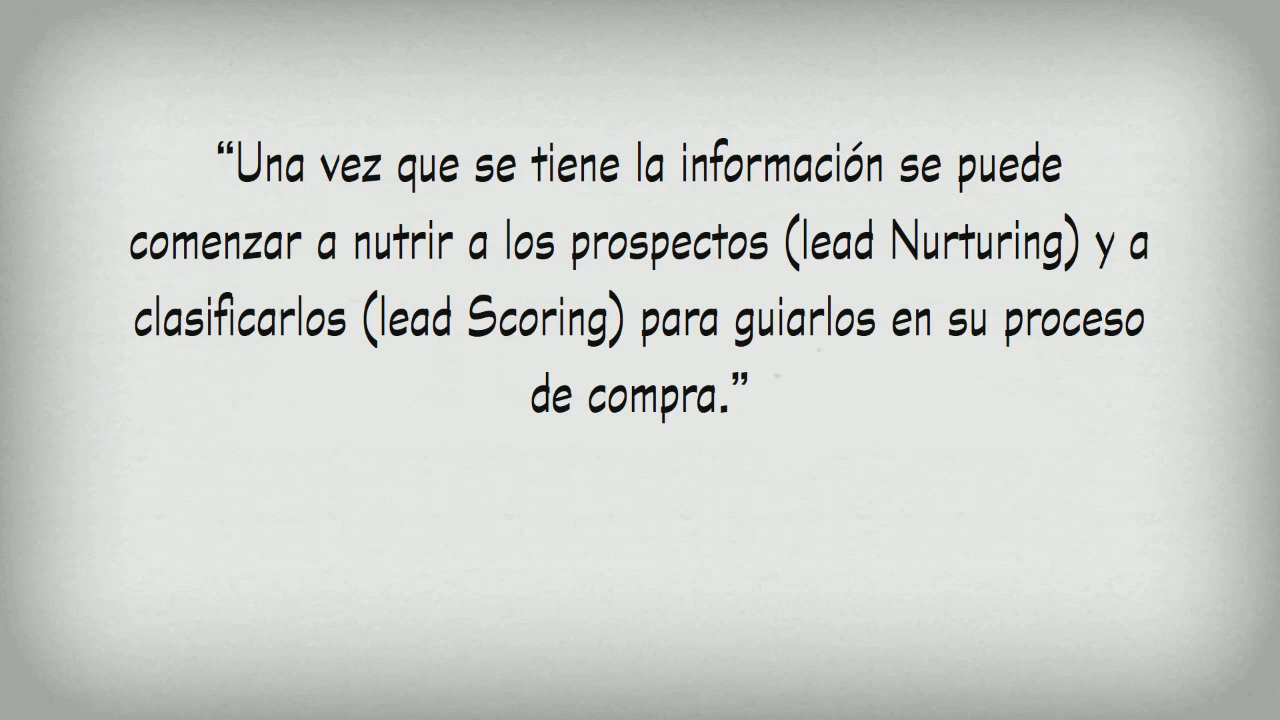 “Una vez que se tiene la información se puede
comenzar a nutrir a los prospectos (lead Nurturing) y a
clasificarlos (lead Scoring) para guiarlos en su proceso
de compra.”